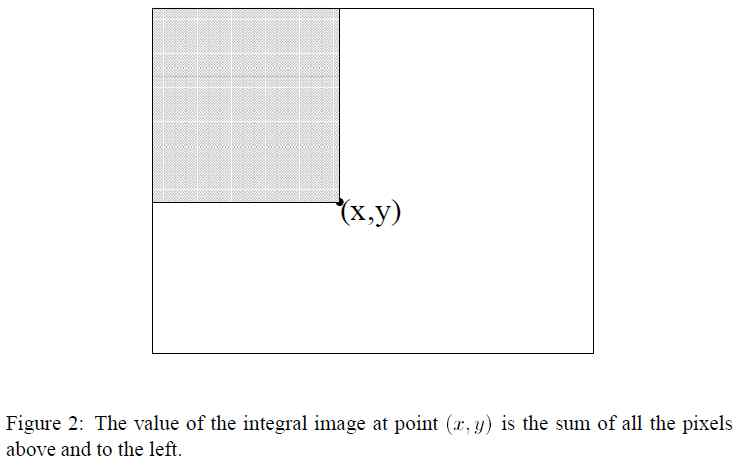 (x,y)
Figure 2: The value of the integral image at point (x, y) is the sum of all the pixels
above and to the left.